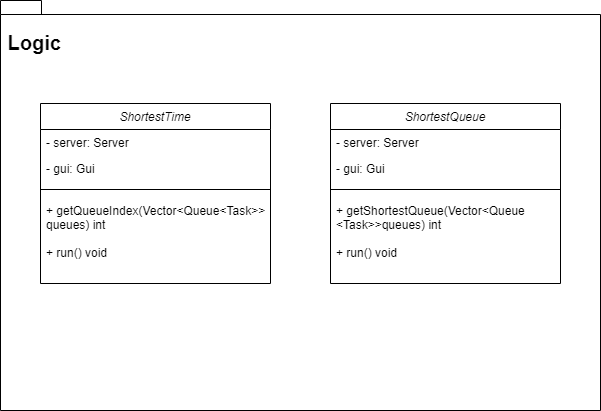 Logic
ShortestTime
- server: Server
- gui: Gui
+ getQueueIndex(Vector<Queue<Task>>
queues) int
+ run() void
ShortestQueue
- server: Server
- gui: Gui
+ getShortestQueue(Vector<Queue
<Task>>queues) int
+ run() void